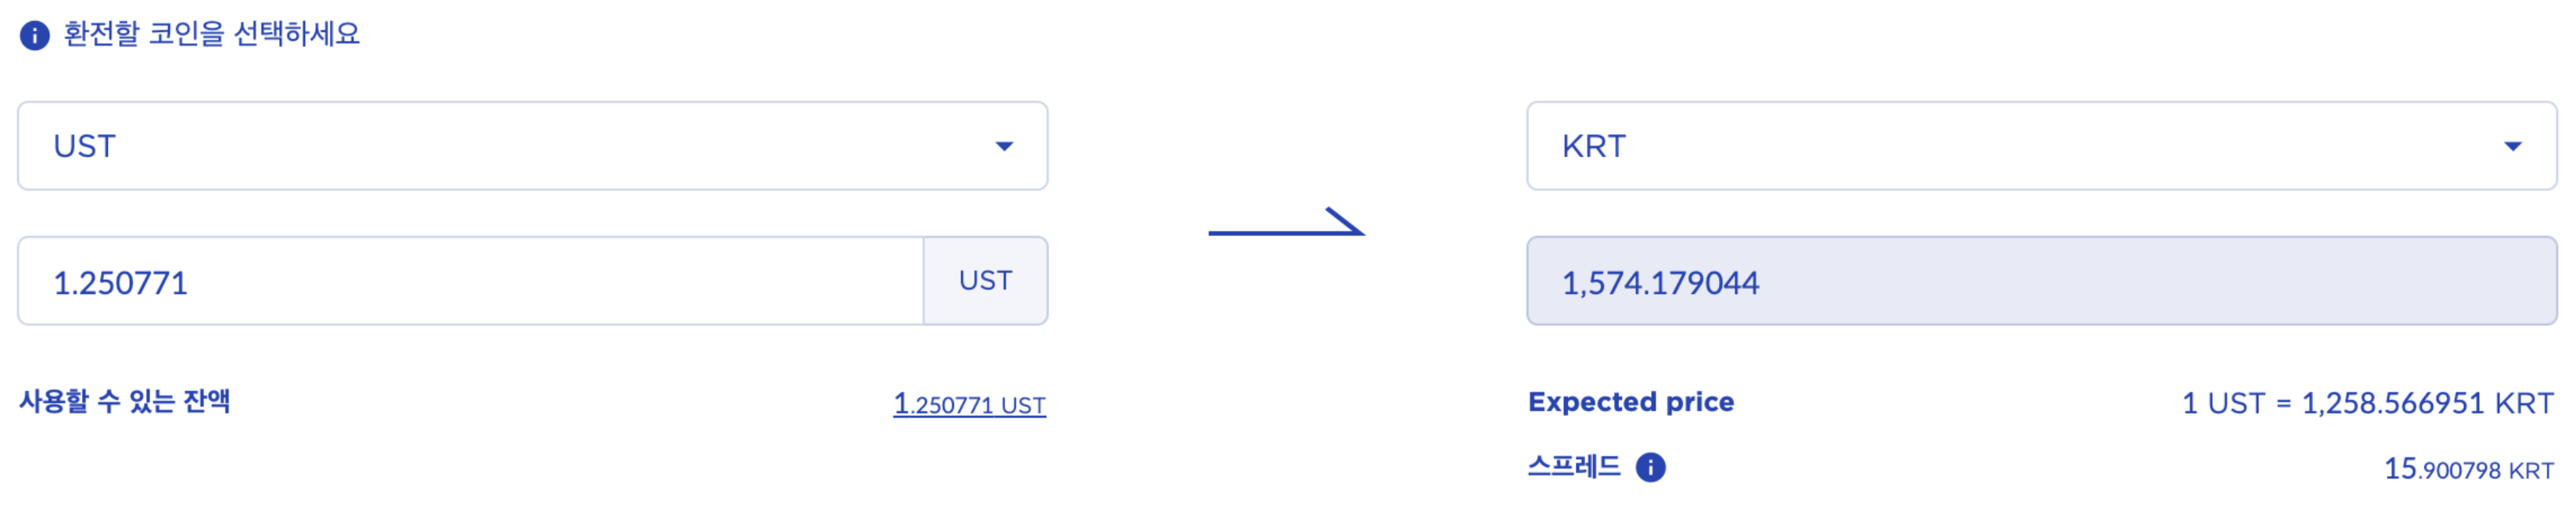 환전할 코인을 선택하세요
UST
KRT
1.250771 UST
1,574.179044
사용할 수 있는 잔액 1.250771 UST
Expected price 1 UST = 1,258.566951 KRT
스프레드 15.900798 KRT